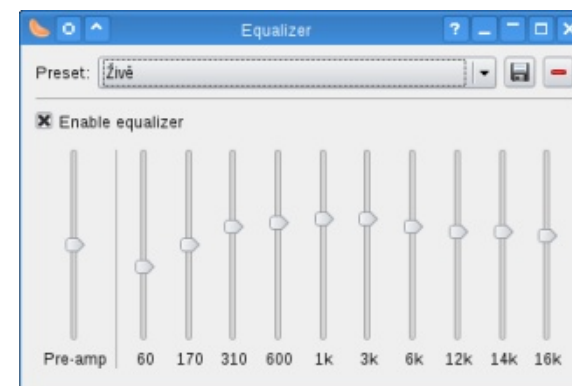 Equalizer
Preset: Živě
Enable equalizer
Pre-amp 60 170 310 600 1k 3k 6k 12k 14k 16k